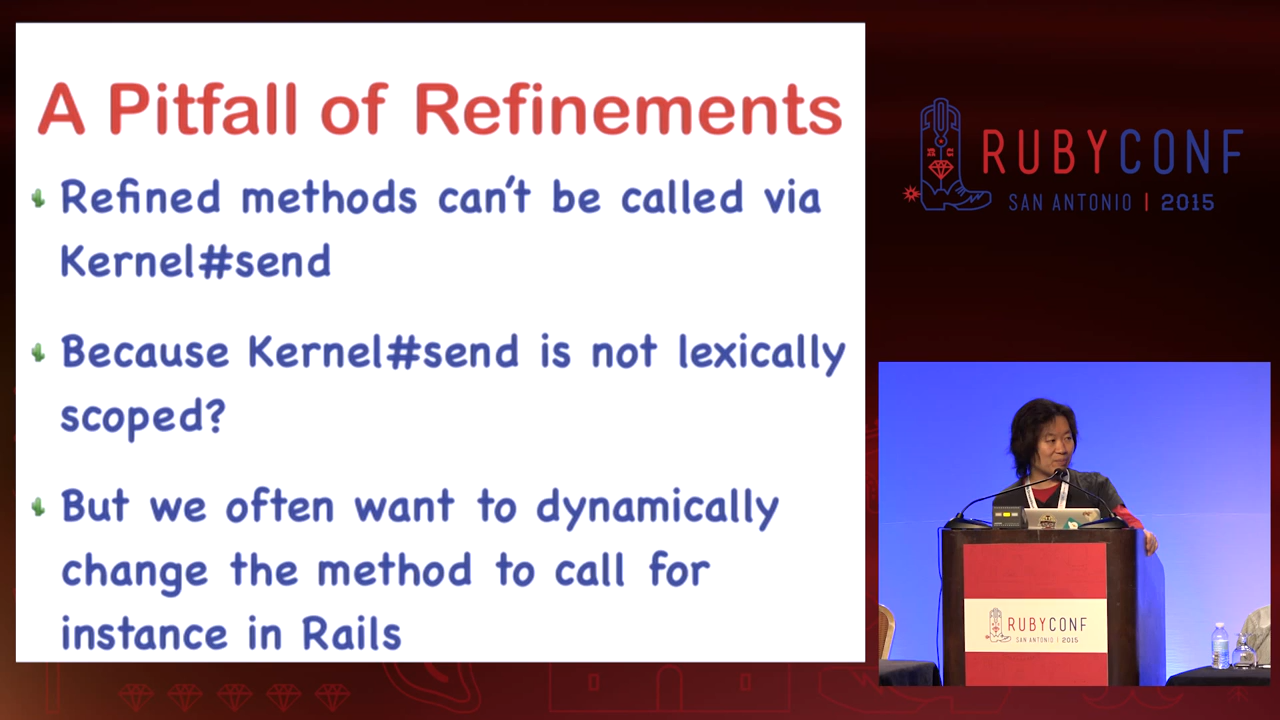 A Pitfall of Refinements
Refined methods can't be called via
Kernel#send
Because Kernel#send is not lexically
scoped?
But we often want to dynamically
change the method to call for
instance in Rails
RUBYCONF
SAN ANTONIO | 2015
RUBYCONF
SAN ANTONIO | 2015